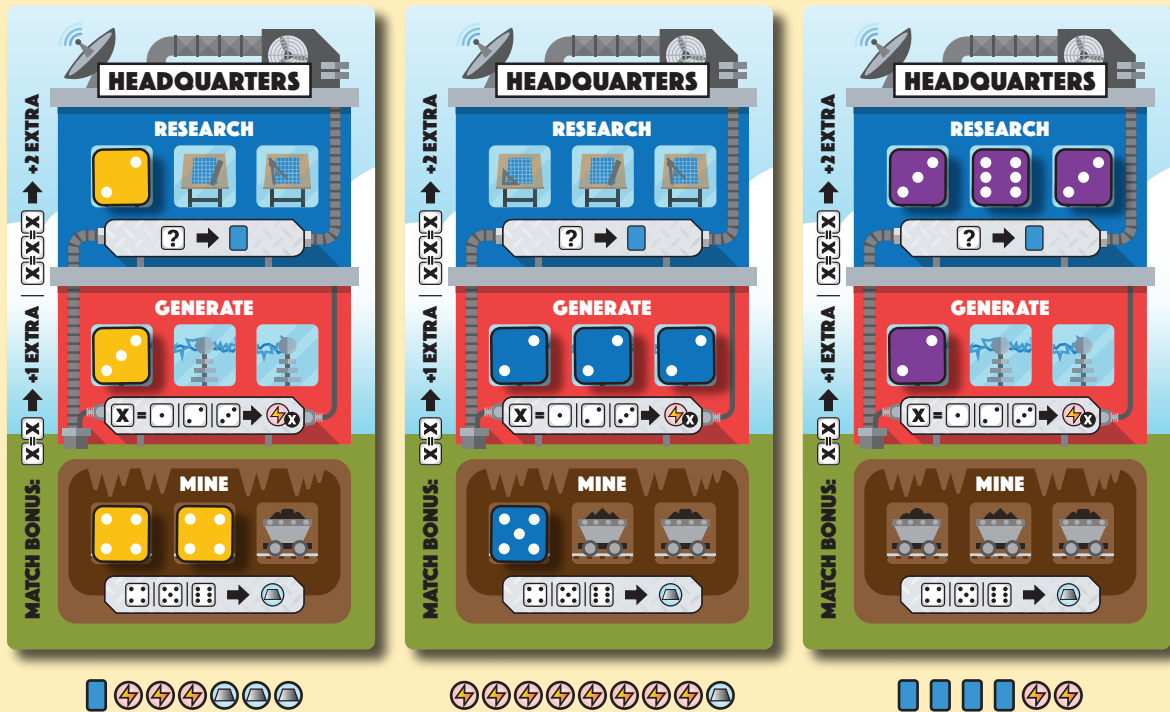 HEADQUARTERS
RESEARCH
? → 
GENERATE
X = → X
MINE
MATCH BONUS: X=X → +1 EXTRA | X=X=X → +2 EXTRA
HEADQUARTERS
RESEARCH
? → 
GENERATE
X = → X
MINE
MATCH BONUS: X=X → +1 EXTRA | X=X=X → +2 EXTRA
HEADQUARTERS
RESEARCH
? → 
GENERATE
X = → X
MINE
MATCH BONUS: X=X → +1 EXTRA | X=X=X → +2 EXTRA